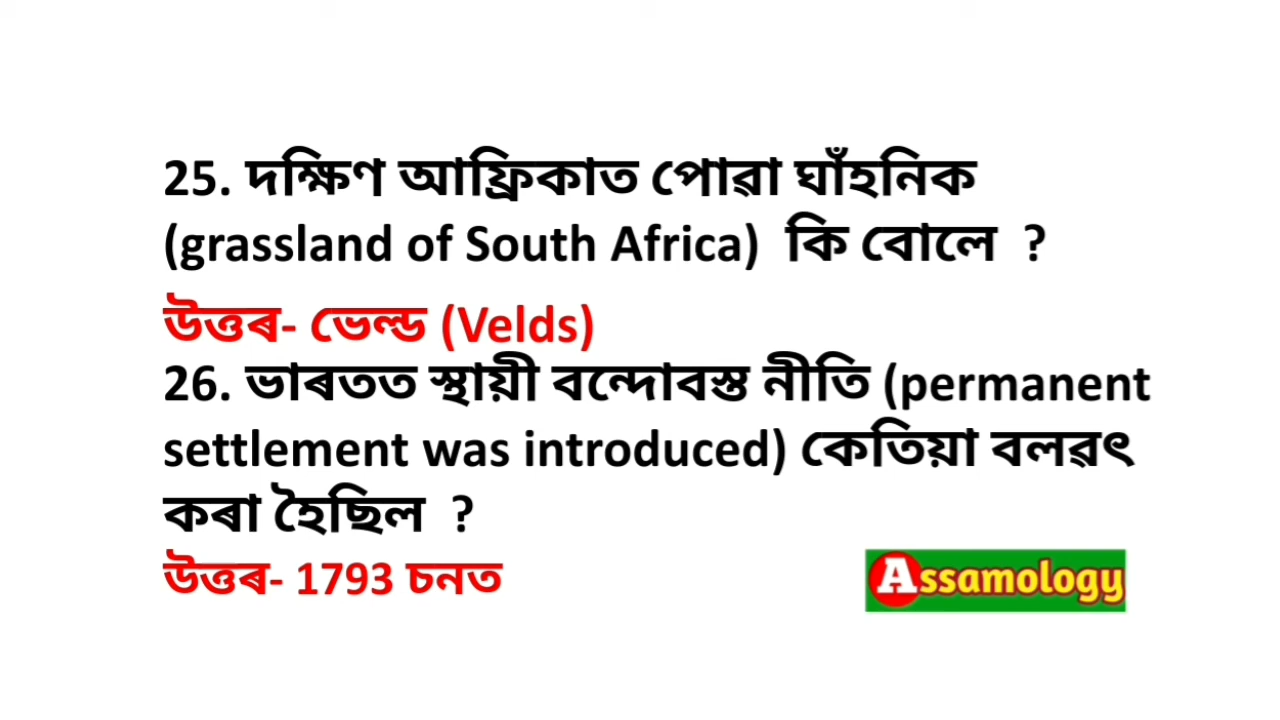 25. দক্ষিণ আফ্ৰিকাত পোৱা ঘাঁহনিক
(grassland of South Africa) কি বোলে ?
উত্তৰ- ভেল্ড (Velds)
26. ভাৰতত স্থায়ী বন্দোবস্ত নীতি (permanent
settlement was introduced) কেতিয়া বলৱৎ
কৰা হৈছিল ?
উত্তৰ- 1793 চনত
Assamology